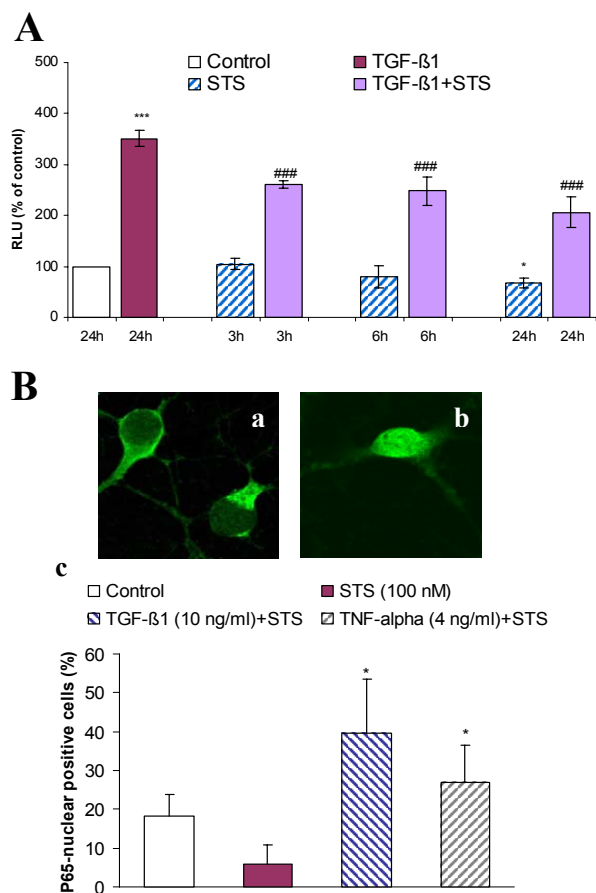 A
Control TGF-ß1
STS TGF-ß1+STS
500
400
300
200
100
0
RLU (% of control)
***
###
###
*
###
24h 24h 3h 3h 6h 6h 24h 24h
B
a
b
c
Control STS (100 nM)
TGF-ß1 (10 ng/ml)+STS TNF-alpha (4 ng/ml)+STS
60
50
40
30
20
10
P65-nuclear positive cells (%)
*
*